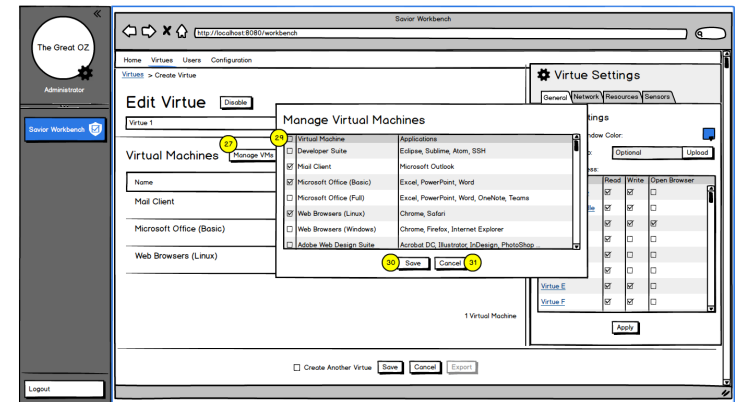 Savior Workbench
http://localhost:8080/workbench
The Great OZ
Administrator
Savior Workbench
Logout
Home Virtues Users Configuration
Virtues > Create Virtue
Edit Virtue Disable
Virtue 1
27
Virtual Machines Manage VMs
Name
Mail Client
Microsoft Office (Basic)
Web Browsers (Linux)
1 Virtual Machine
Create Another Virtue Save Cancel Export
Manage Virtual Machines
29
Virtual Machine Applications
Developer Suite Eclipse, Sublime, Atom, SSH
Mail Client Microsoft Outlook
Microsoft Office (Basic) Excel, PowerPoint, Word
Microsoft Office (Full) Excel, PowerPoint, Word, OneNote, Teams
Web Browsers (Linux) Chrome, Safari
Web Browsers (Windows) Chrome, Firefox, Internet Explorer
Adobe Web Design Suite Acrobat DC, Illustrator, InDesign, PhotoShop ...
30 Save Cancel 31
Virtue Settings
General Network Resources Sensors
tings
ndow Color:
o: Optional Upload
ess:
Read Write Open Browser
le
Virtue E
Virtue F
Apply